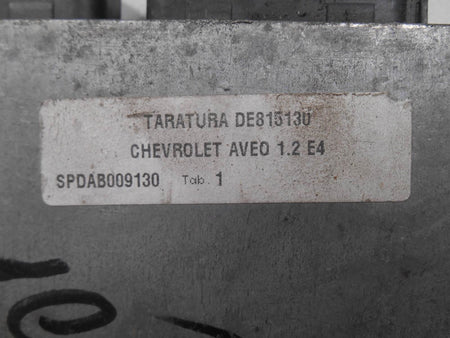 TARATURA DE815130
CHEVROLET AVEO 1.2 E4
SPDAB009130 Tab. 1